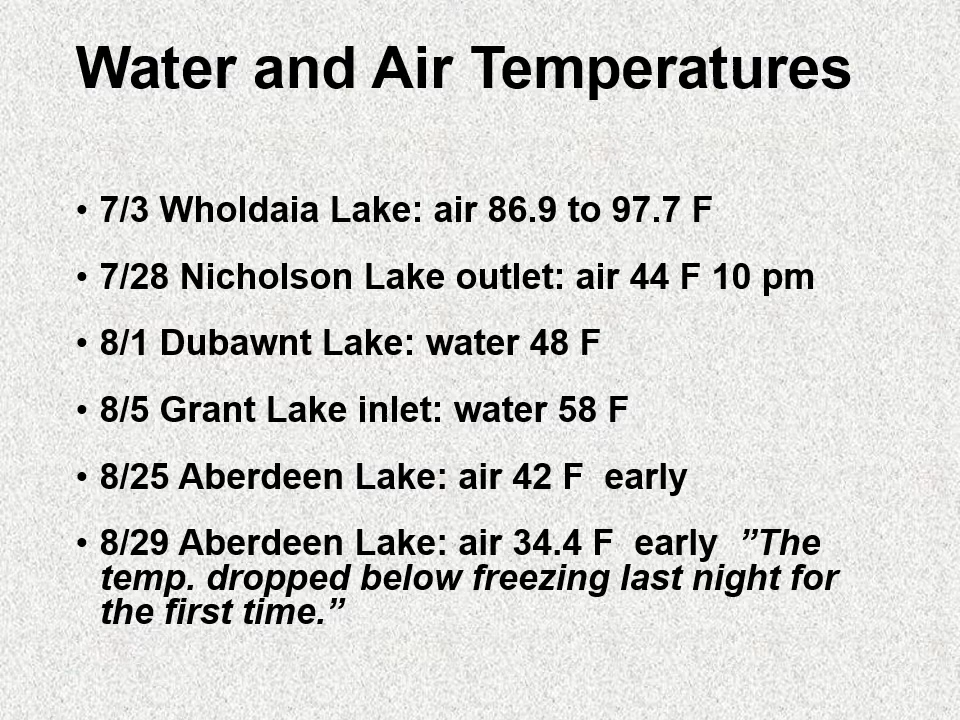 Water and Air Temperatures
• 7/3 Wholdaia Lake: air 86.9 to 97.7 F
• 7/28 Nicholson Lake outlet: air 44 F 10 pm
• 8/1 Dubawnt Lake: water 48 F
• 8/5 Grant Lake inlet: water 58 F
• 8/25 Aberdeen Lake: air 42 F  early
• 8/29 Aberdeen Lake: air 34.4 F  early  ”The
temp. dropped below freezing last night for
the first time.”